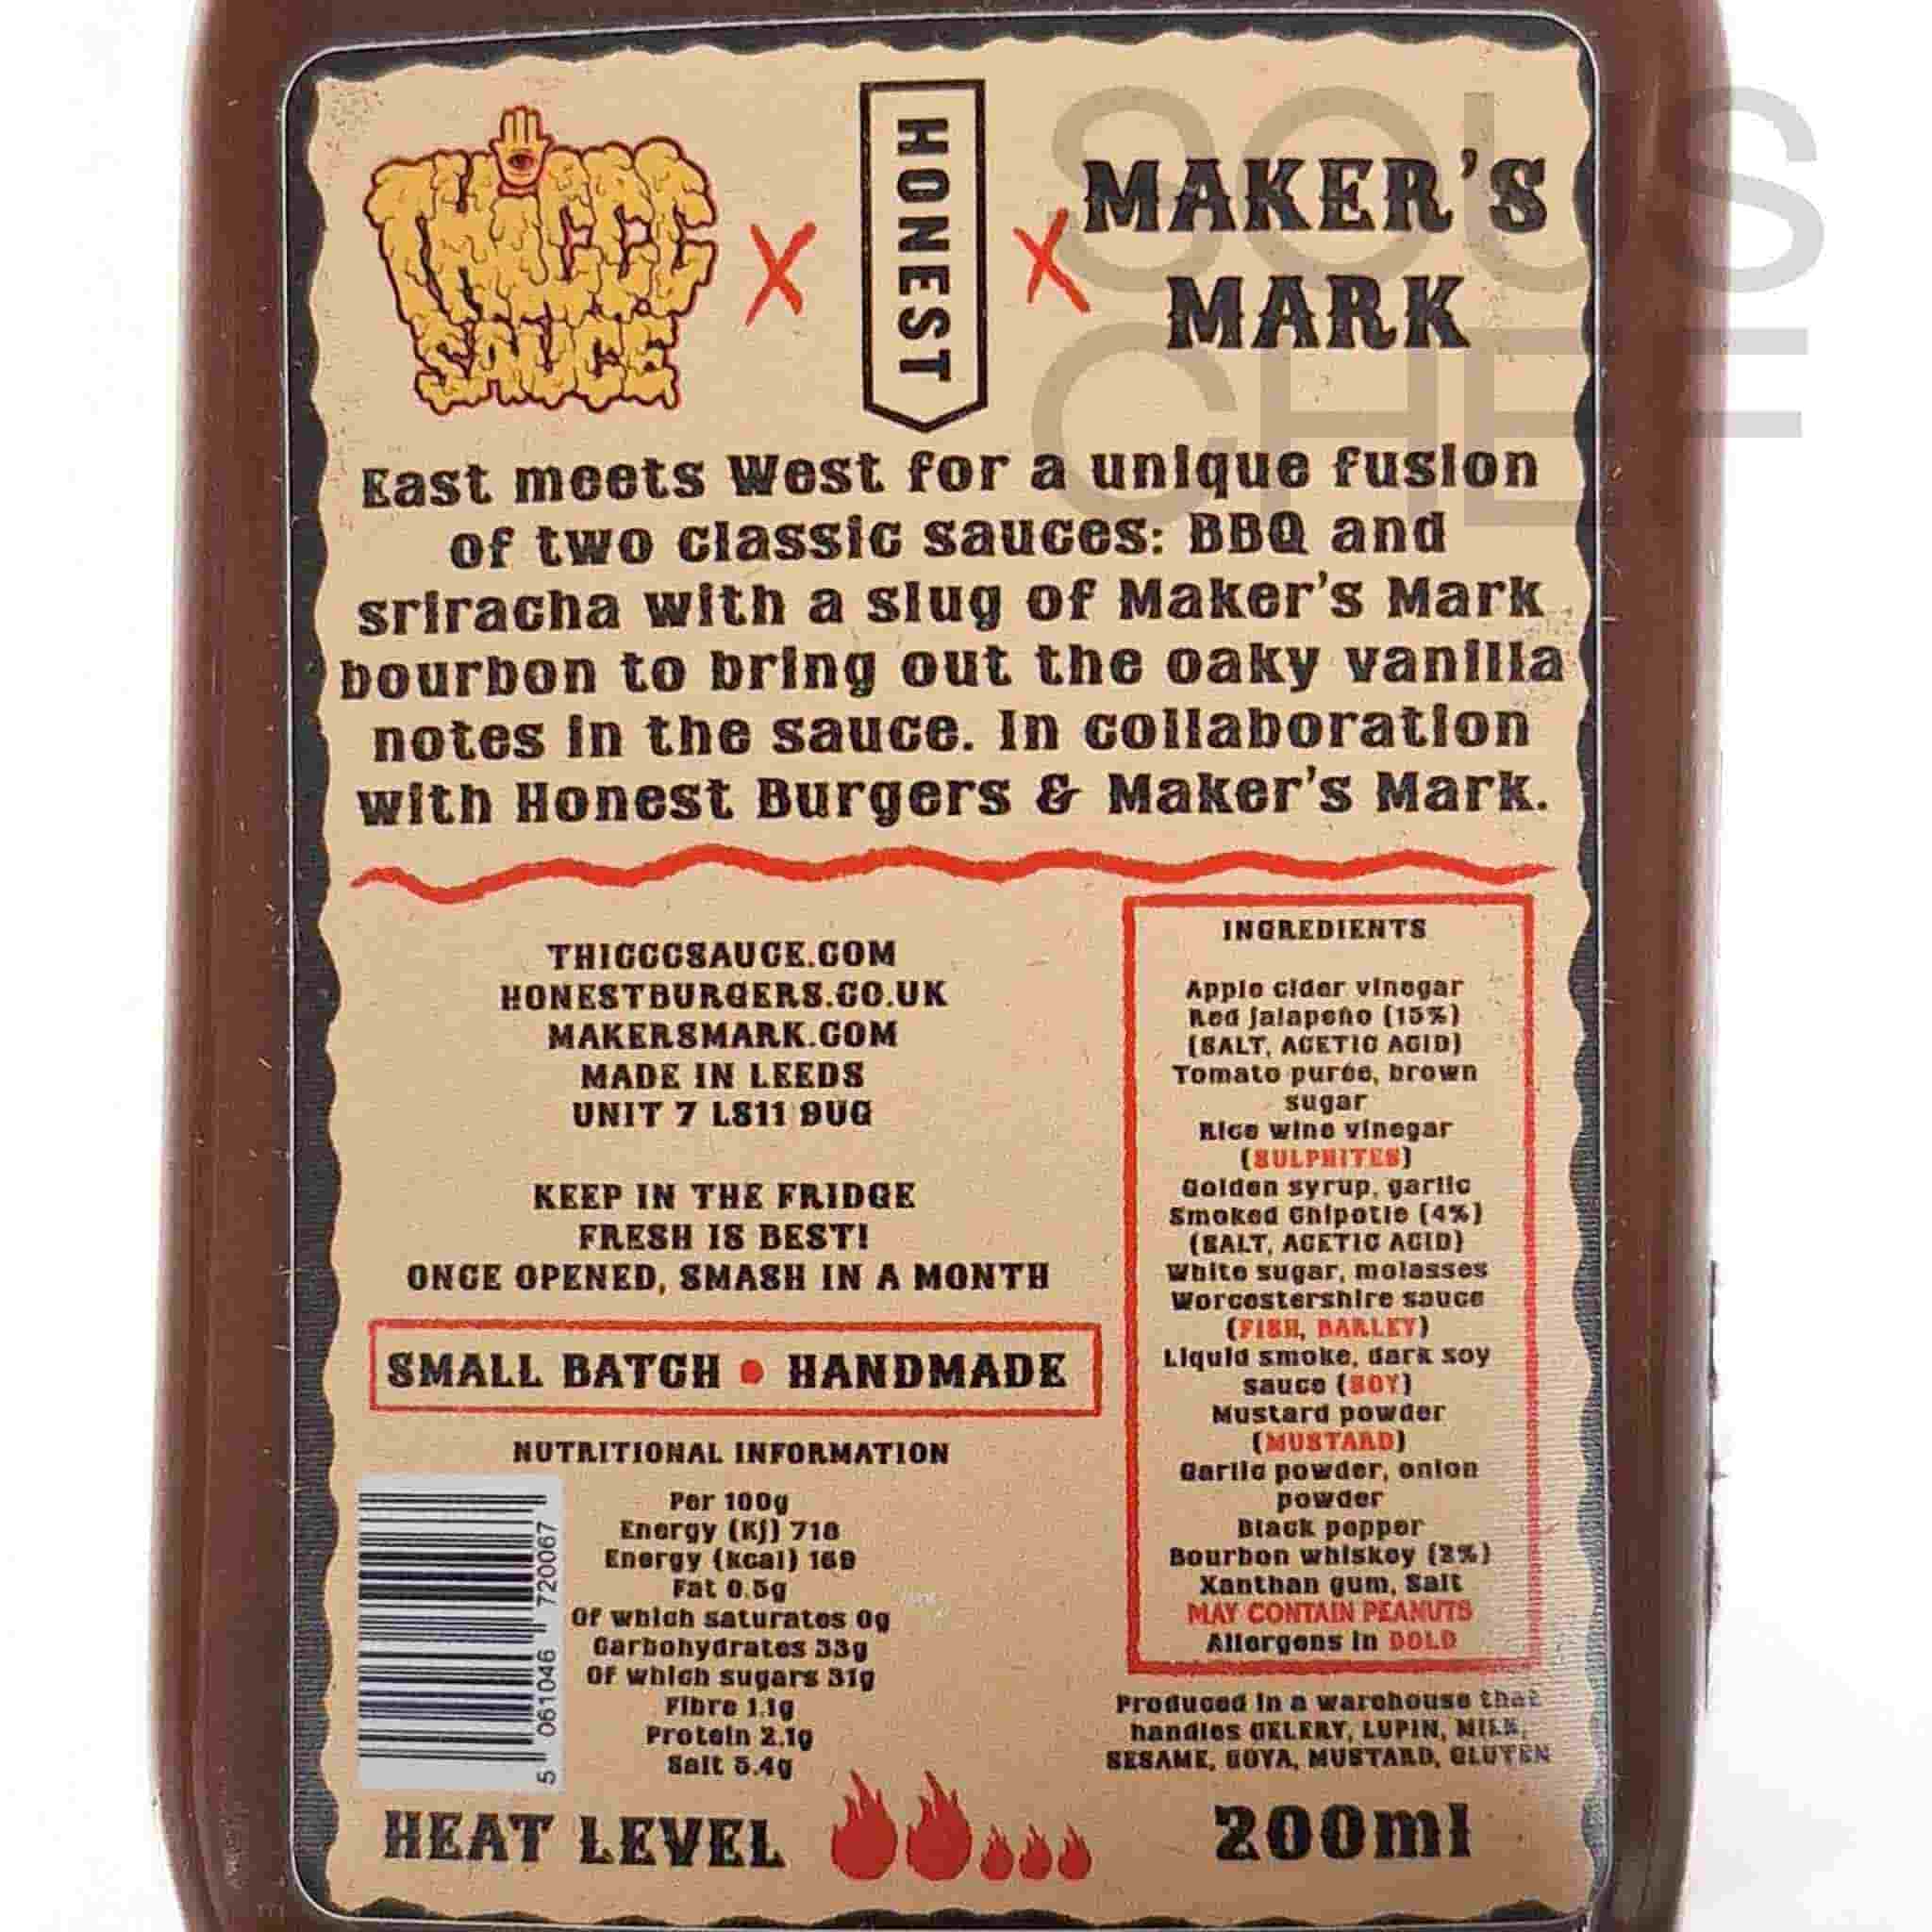 THICCC
SAUCE
X
HONEST
X
MAKER'S
MARK
SOUS
CHEF
East meets West for a unique fusion
of two classic sauces: BBQ and
sriracha with a slug of Maker's Mark
bourbon to bring out the oaky vanilla
notes in the sauce. In collaboration
with Honest Burgers & Maker's Mark.
THICCCSAUCE.COM
HONESTBURGERS.CO.UK
MAKERSMARK.COM
MADE IN LEEDS
UNIT 7 LS11 9UG
KEEP IN THE FRIDGE
FRESH IS BEST!
ONCE OPENED, SMASH IN A MONTH
SMALL BATCH • HANDMADE
NUTRITIONAL INFORMATION
Per 100g
Energy (Kj) 718
Energy (kcal) 169
Fat 0.5g
Of which saturates 0g
Carbohydrates 33g
Of which sugars 31g
Fibre 1.1g
Protein 2.1g
Salt 5.4g
5 061046 720067
HEAT LEVEL
INGREDIENTS
Apple cider vinegar
Red jalapeño (15%)
(SALT, ACETIC ACID)
Tomato purée, brown
sugar
Rice wine vinegar
(SULPHITES)
Golden syrup, garlic
Smoked Chipotle (4%)
(SALT, ACETIC ACID)
White sugar, molasses
Worcestershire sauce
(FISH, BARLEY)
Liquid smoke, dark soy
sauce (SOY)
Mustard powder
(MUSTARD)
Garlic powder, onion
powder
Black pepper
Bourbon whiskey (2%)
Xanthan gum, Salt
MAY CONTAIN PEANUTS
Allergens in BOLD
Produced in a warehouse that
handles CELERY, LUPIN, MILK,
SESAME, SOYA, MUSTARD, GLUTEN
200ml